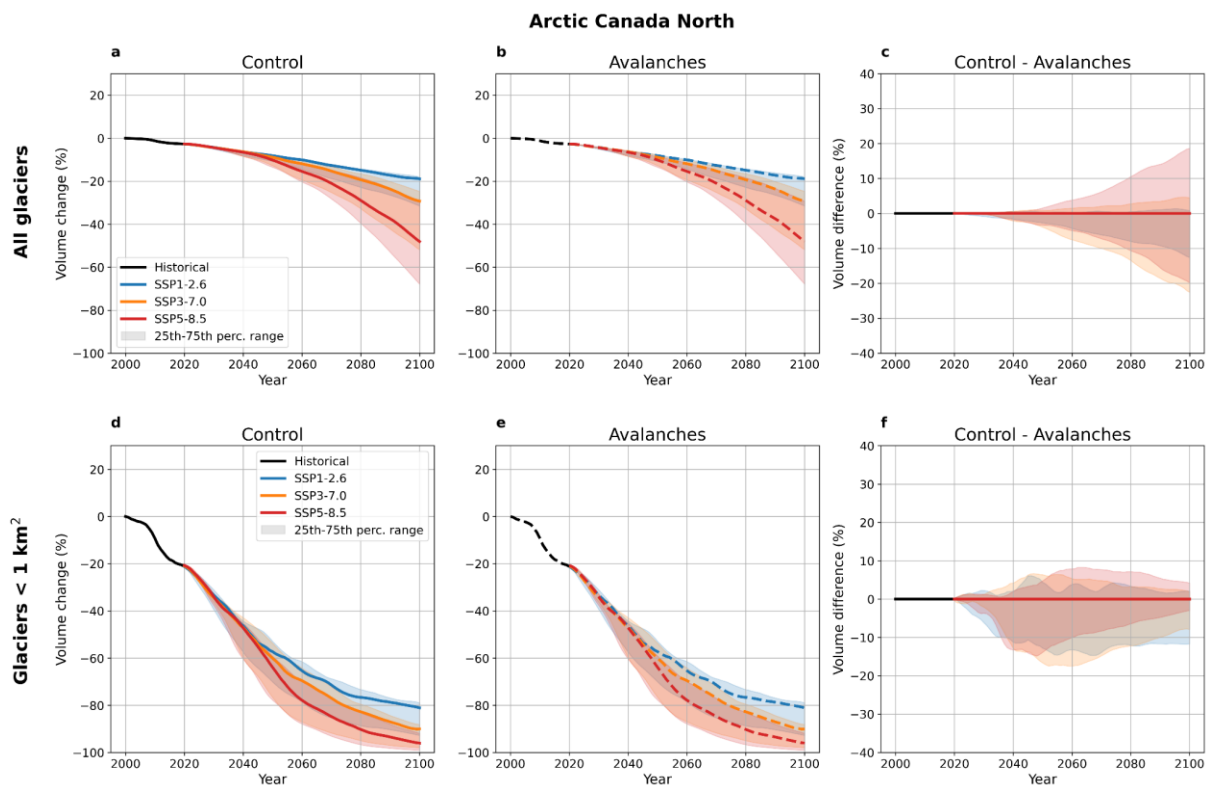 Arctic Canada North
All glaciers
a
Control
20
0
−20
−40
−60
−80
−100
Volume change (%)
Historical
SSP1-2.6
SSP3-7.0
SSP5-8.5
25th-75th perc. range
2000 2020 2040 2060 2080 2100
Year
b
Avalanches
20
0
−20
−40
−60
−80
−100
2000 2020 2040 2060 2080 2100
Year
c
Control - Avalanches
40
30
20
10
0
−10
−20
−30
−40
Volume difference (%)
2000 2020 2040 2060 2080 2100
Year
Glaciers < 1 km²
d
Control
20
0
−20
−40
−60
−80
−100
Volume change (%)
Historical
SSP1-2.6
SSP3-7.0
SSP5-8.5
25th-75th perc. range
2000 2020 2040 2060 2080 2100
Year
e
Avalanches
20
0
−20
−40
−60
−80
−100
2000 2020 2040 2060 2080 2100
Year
f
Control - Avalanches
40
30
20
10
0
−10
−20
−30
−40
Volume difference (%)
2000 2020 2040 2060 2080 2100
Year